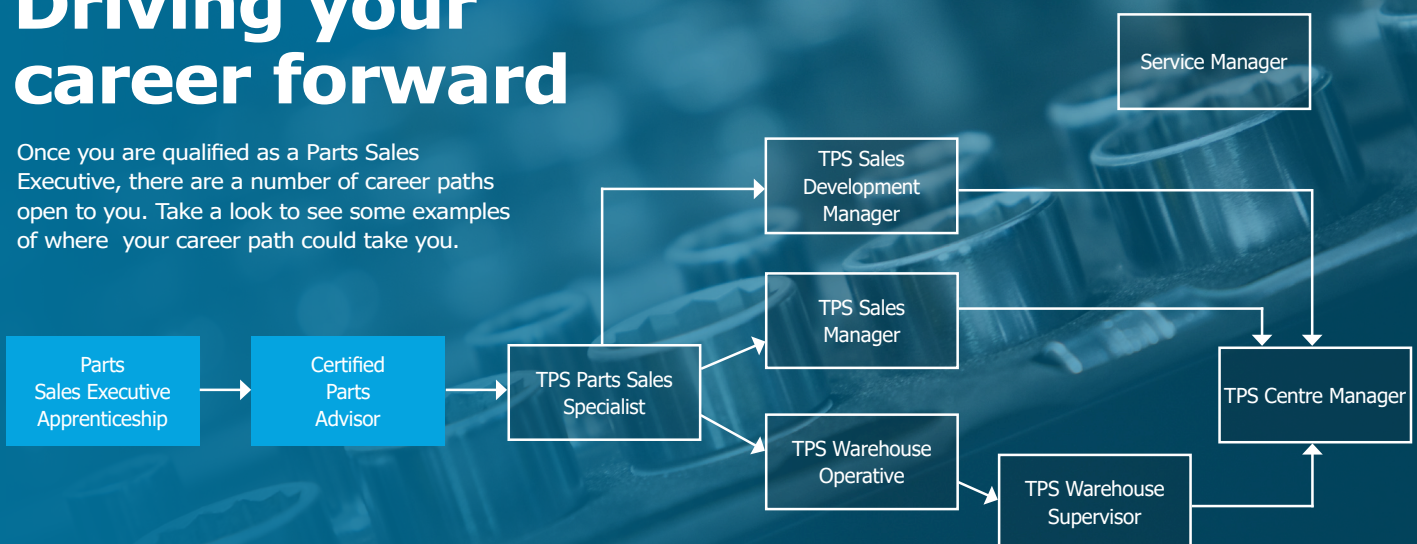 Driving your
career forward
Once you are qualified as a Parts Sales
Executive, there are a number of career paths
open to you. Take a look to see some examples
of where  your career path could take you.
Service Manager
TPS Sales
Development
Manager
TPS Sales
Manager
Parts
Sales Executive
Apprenticeship
Certified
Parts
Advisor
TPS Parts Sales
Specialist
TPS Centre Manager
TPS Warehouse
Operative
TPS Warehouse
Supervisor